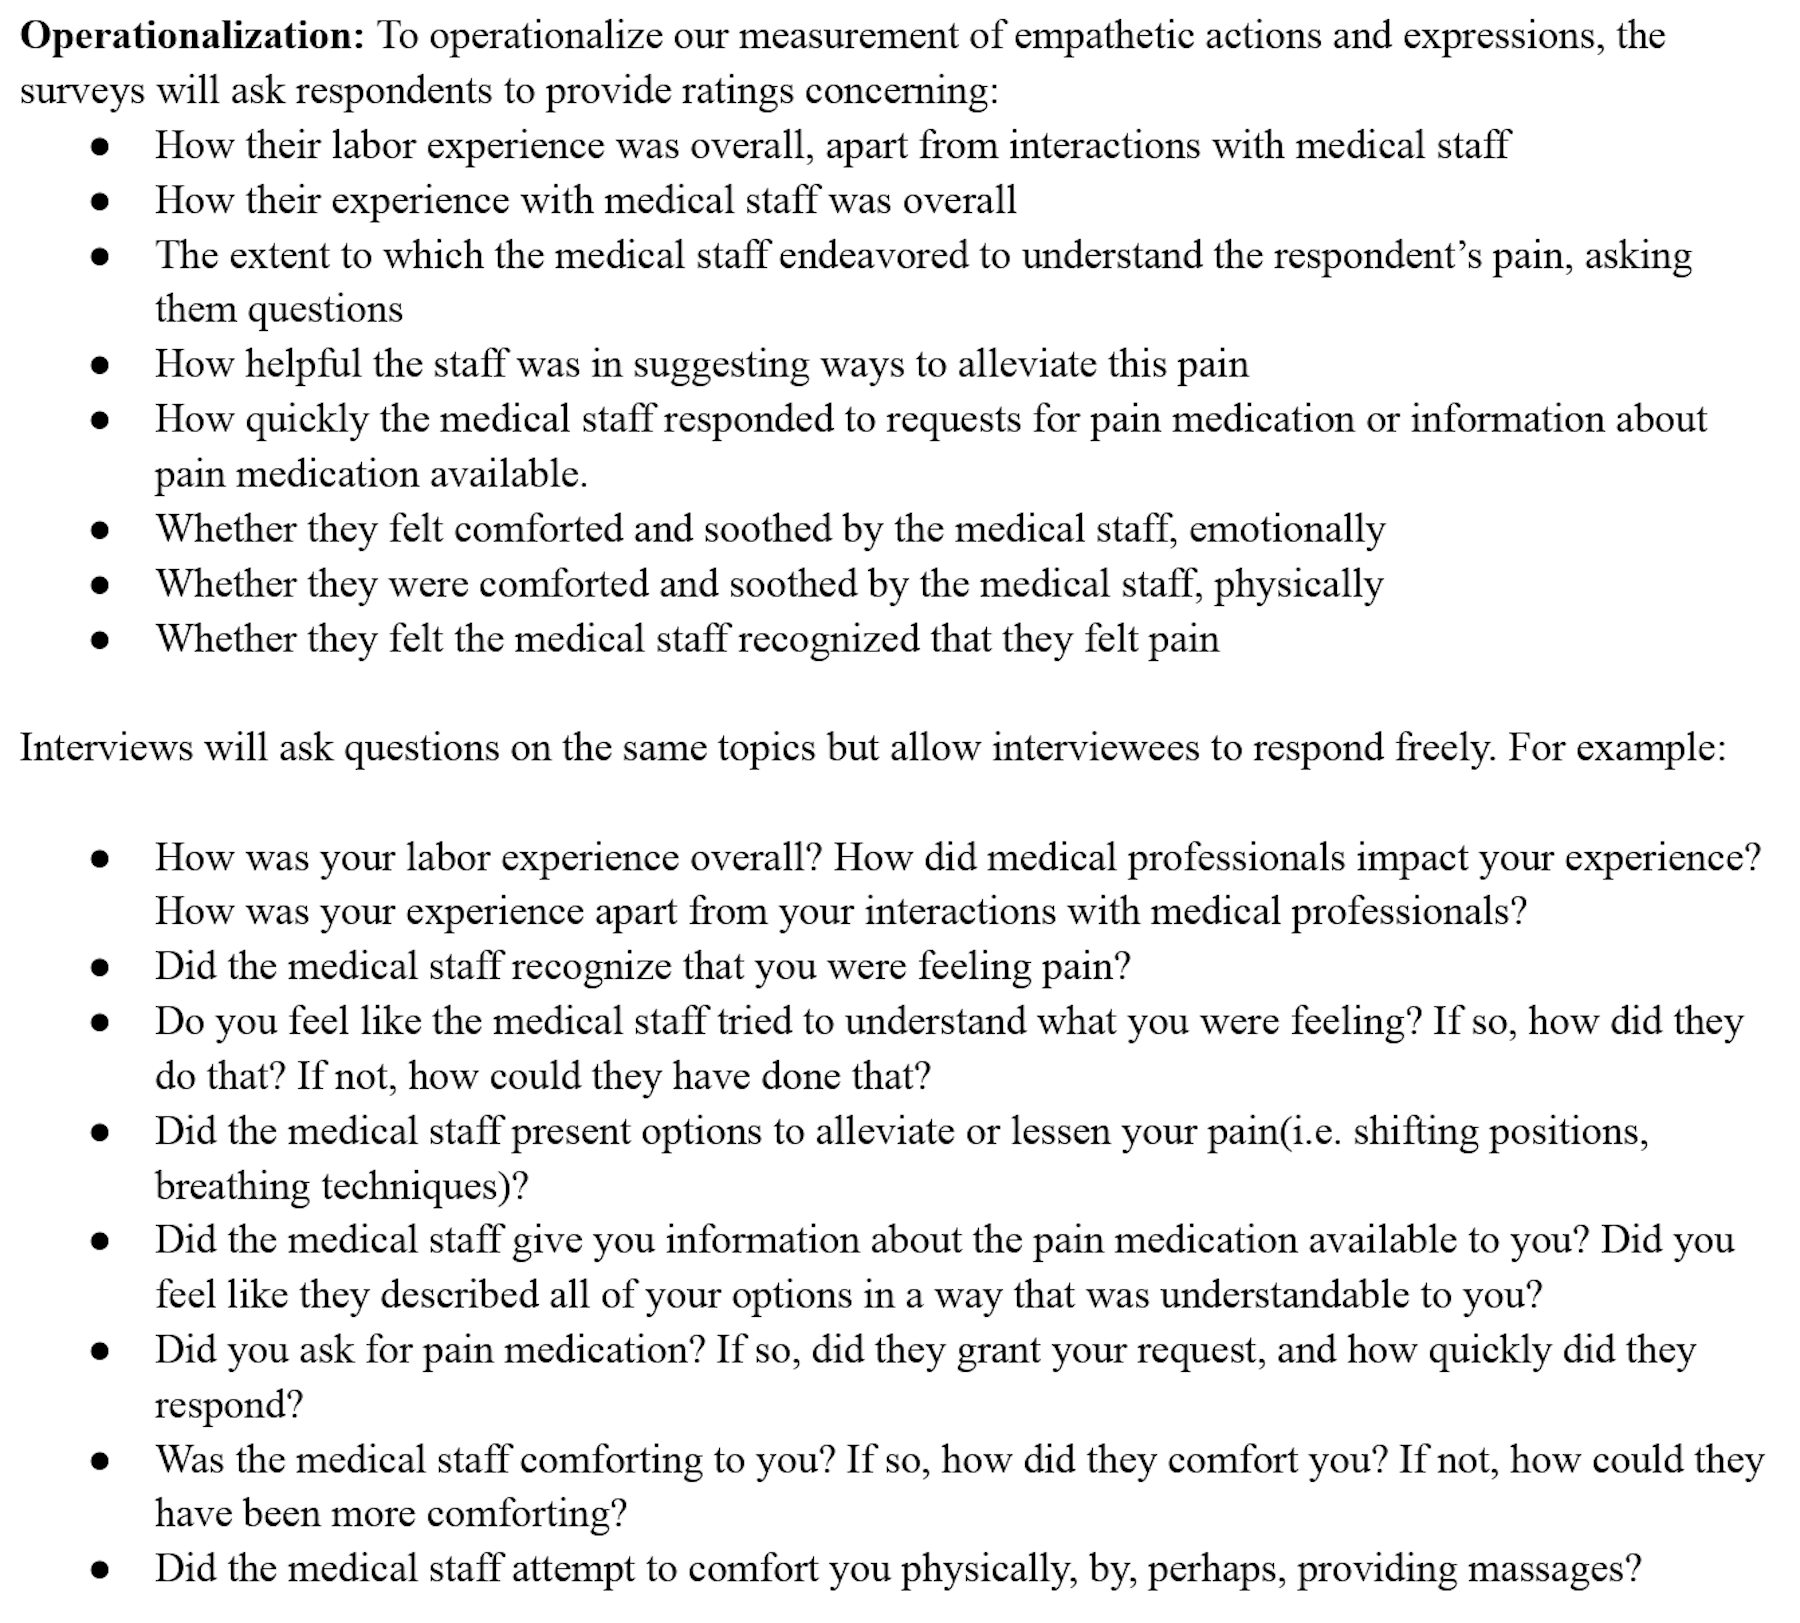 Operationalization: To operationalize our measurement of empathetic actions and expressions, the
surveys will ask respondents to provide ratings concerning:
● How their labor experience was overall, apart from interactions with medical staff
● How their experience with medical staff was overall
● The extent to which the medical staff endeavored to understand the respondent’s pain, asking
them questions
● How helpful the staff was in suggesting ways to alleviate this pain
● How quickly the medical staff responded to requests for pain medication or information about
pain medication available.
● Whether they felt comforted and soothed by the medical staff, emotionally
● Whether they were comforted and soothed by the medical staff, physically
● Whether they felt the medical staff recognized that they felt pain
Interviews will ask questions on the same topics but allow interviewees to respond freely. For example:
● How was your labor experience overall? How did medical professionals impact your experience?
How was your experience apart from your interactions with medical professionals?
● Did the medical staff recognize that you were feeling pain?
● Do you feel like the medical staff tried to understand what you were feeling? If so, how did they
do that? If not, how could they have done that?
● Did the medical staff present options to alleviate or lessen your pain(i.e. shifting positions,
breathing techniques)?
● Did the medical staff give you information about the pain medication available to you? Did you
feel like they described all of your options in a way that was understandable to you?
● Did you ask for pain medication? If so, did they grant your request, and how quickly did they
respond?
● Was the medical staff comforting to you? If so, how did they comfort you? If not, how could they
have been more comforting?
● Did the medical staff attempt to comfort you physically, by, perhaps, providing massages?